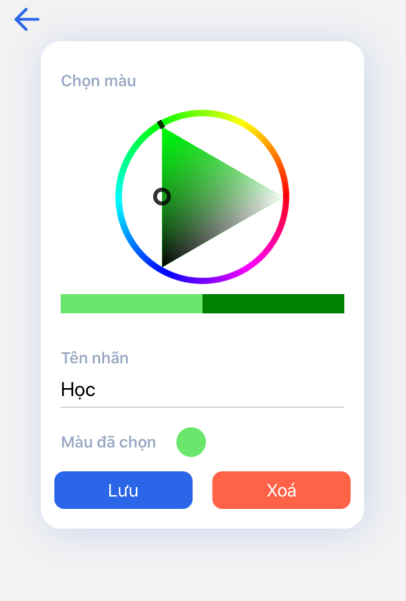 Chọn màu
Tên nhãn
Học
Màu đã chọn
Lưu
Xoá